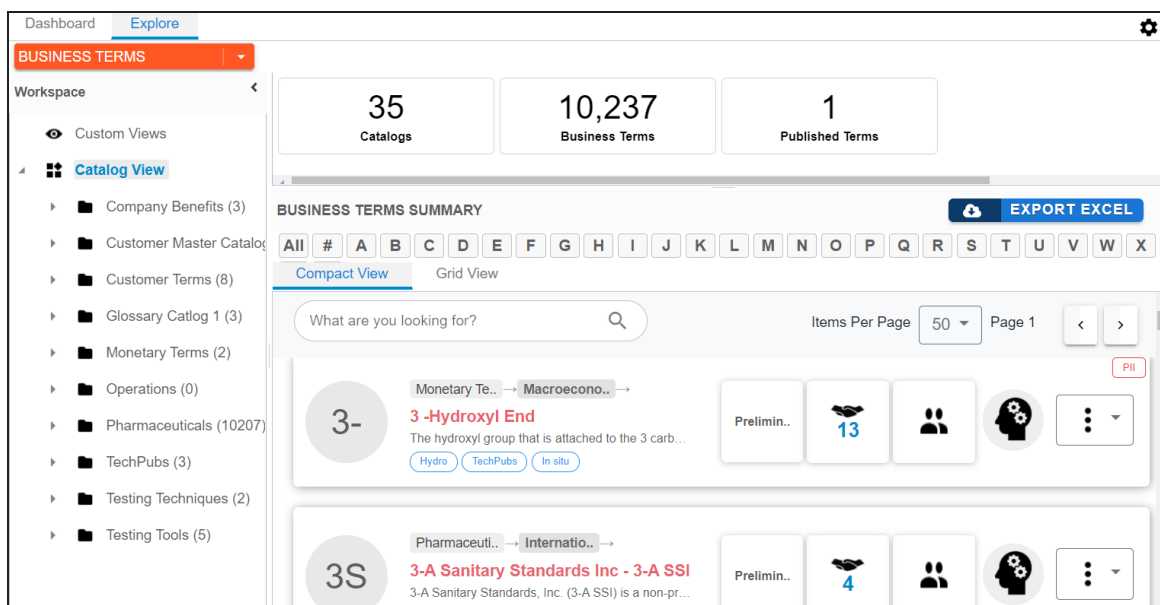 Dashboard
Explore
BUSINESS TERMS
Workspace
Custom Views
Catalog View
Company Benefits (3)
Customer Master Catalog
Customer Terms (8)
Glossary Catlog 1 (3)
Monetary Terms (2)
Operations (0)
Pharmaceuticals (10207)
TechPubs (3)
Testing Techniques (2)
Testing Tools (5)
35
Catalogs
10,237
Business Terms
1
Published Terms
BUSINESS TERMS SUMMARY
EXPORT EXCEL
All # A B C D E F G H I J K L M N O P Q R S T U V W X
Compact View
Grid View
What are you looking for?
Items Per Page
50
Page 1
PII
3-
Monetary Te.. → Macroecono.. →
3 -Hydroxyl End
The hydroxyl group that is attached to the 3 carb...
Hydro
TechPubs
In situ
Prelimin..
13
3S
Pharmaceuti.. → Internatio.. →
3-A Sanitary Standards Inc - 3-A SSI
3-A Sanitary Standards, Inc. (3-A SSI) is a non-pr...
Prelimin..
4